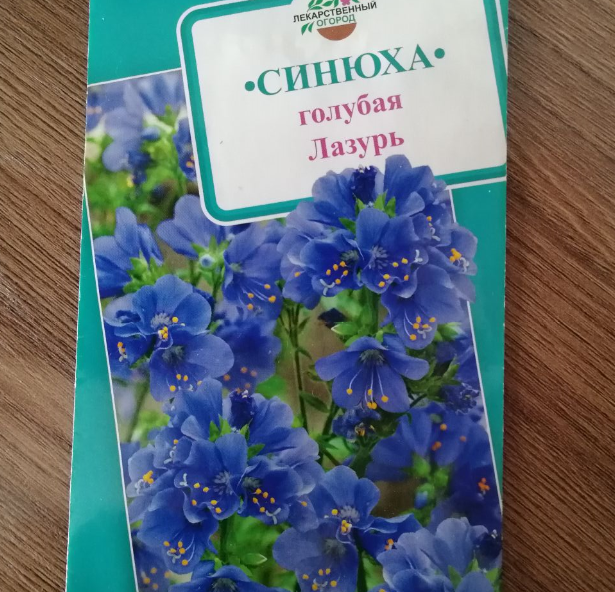 ЛЕКАРСТВЕННЫЙ
ОГОРОД
•СИНЮХА•
голубая
Лазурь